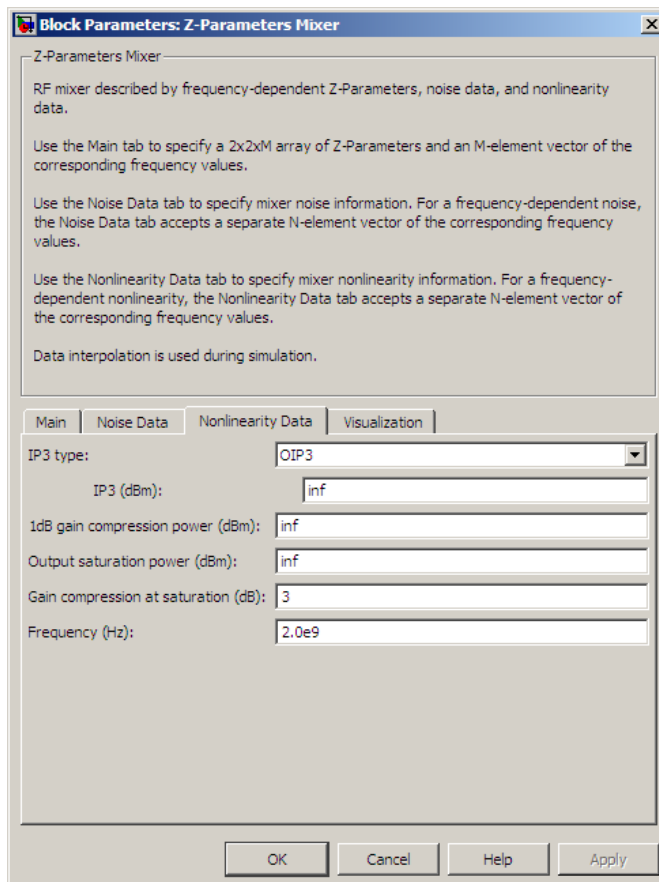 Block Parameters: Z-Parameters Mixer
Z-Parameters Mixer
RF mixer described by frequency-dependent Z-Parameters, noise data, and nonlinearity
data.
Use the Main tab to specify a 2x2xM array of Z-Parameters and an M-element vector of the
corresponding frequency values.
Use the Noise Data tab to specify mixer noise information. For a frequency-dependent noise,
the Noise Data tab accepts a separate N-element vector of the corresponding frequency
values.
Use the Nonlinearity Data tab to specify mixer nonlinearity information. For a frequency-
dependent nonlinearity, the Nonlinearity Data tab accepts a separate N-element vector of
the corresponding frequency values.
Data interpolation is used during simulation.
Main Noise Data Nonlinearity Data Visualization
IP3 type: OIP3
IP3 (dBm): inf
1dB gain compression power (dBm): inf
Output saturation power (dBm): inf
Gain compression at saturation (dB): 3
Frequency (Hz): 2.0e9
OK Cancel Help Apply